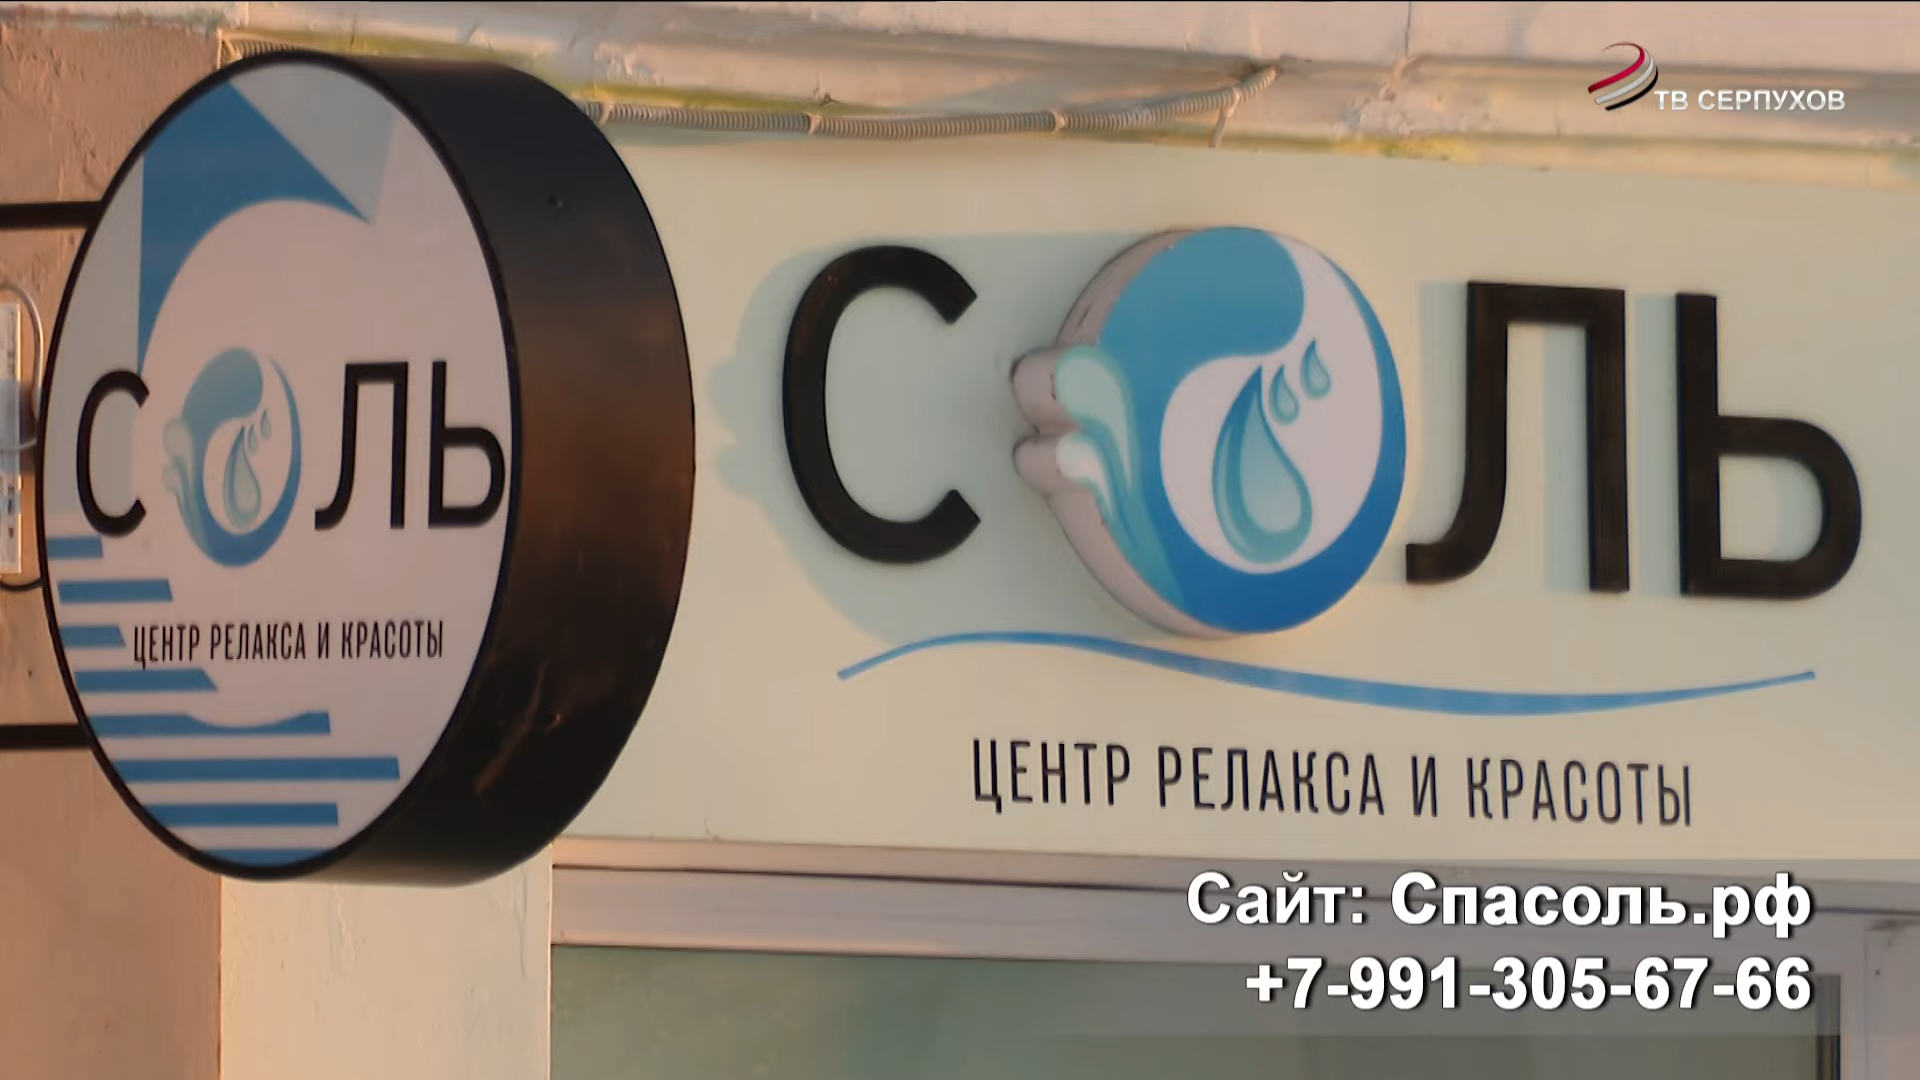 ТВ СЕРПУХОВ
СОЛЬ
ЦЕНТР РЕЛАКСА И КРАСОТЫ
СОЛЬ
ЦЕНТР РЕЛАКСА И КРАСОТЫ
Сайт: Спасоль.рф
+7-991-305-67-66